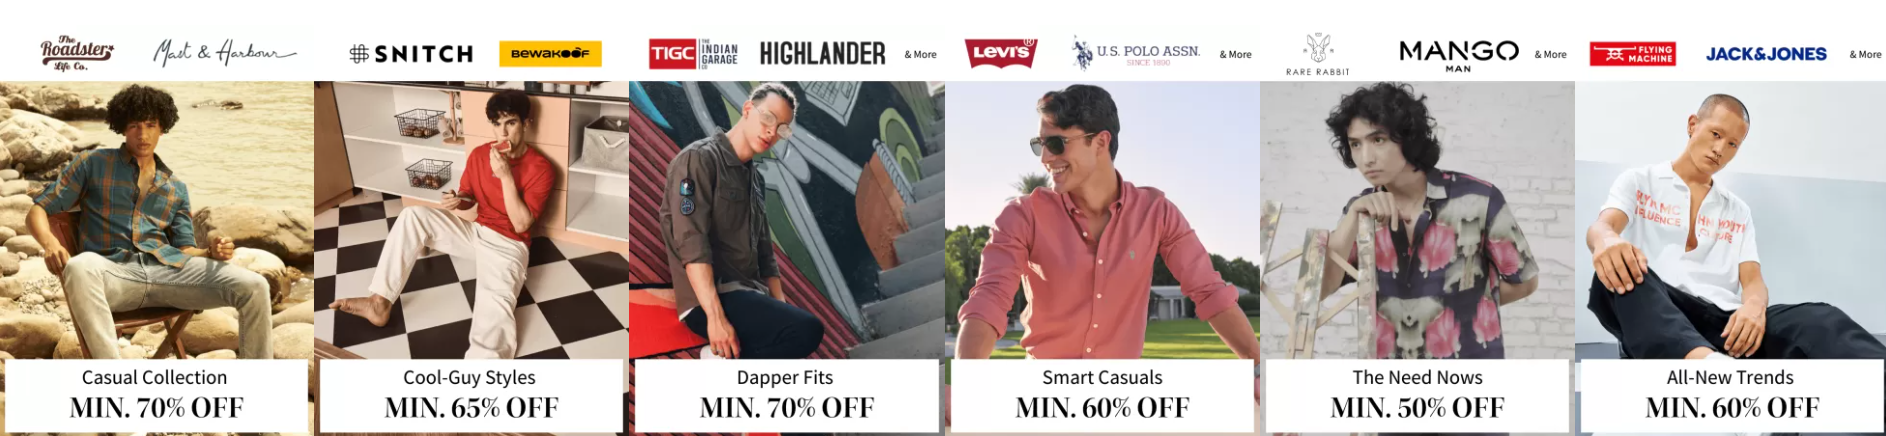 The
Roadster
Life Co.
Mast & Harbour
SNITCH
BEWAKOOF
TIGC
THE
INDIAN
GARAGE
CO
HIGHLANDER
& More
LEVI'S®
U.S. POLO ASSN.
SINCE 1890
& More
RARE RABBIT
MANGO
MAN
& More
FLYING
MACHINE
JACK&JONES
& More
Casual Collection
MIN. 70% OFF
Cool-Guy Styles
MIN. 65% OFF
Dapper Fits
MIN. 70% OFF
Smart Casuals
MIN. 60% OFF
The Need Nows
MIN. 50% OFF
All-New Trends
MIN. 60% OFF